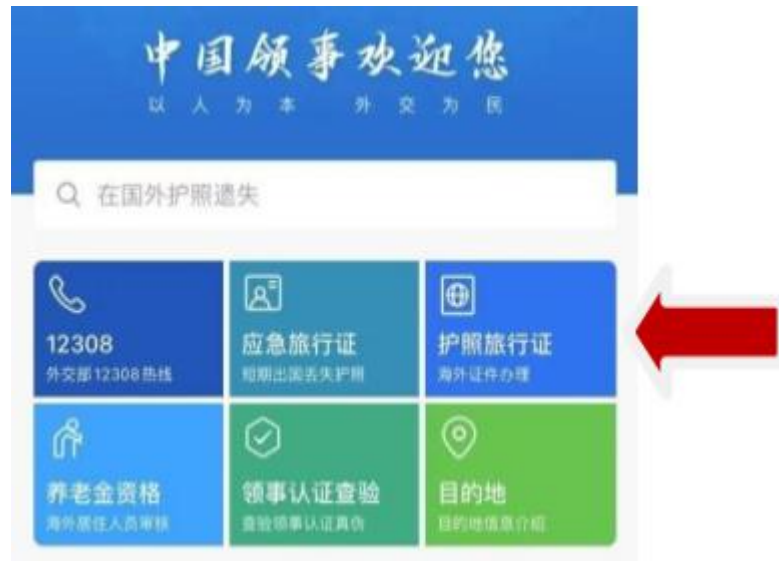 中国领事欢迎您
以人为本 外交为民
在国外护照遗失
12308
外交部12308热线
应急旅行证
短期出国丢失护照
护照旅行证
海外证件办理
养老金资格
海外居住人员审核
领事认证查验
查验领事认证真伪
目的地
目的地信息介绍